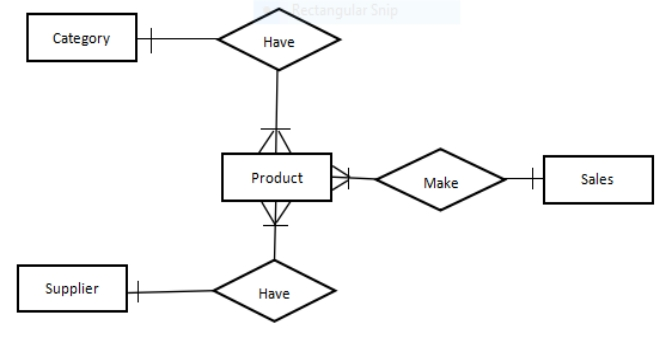 Rectangular Snip
Category
Have
Product
Make
Sales
Supplier
Have